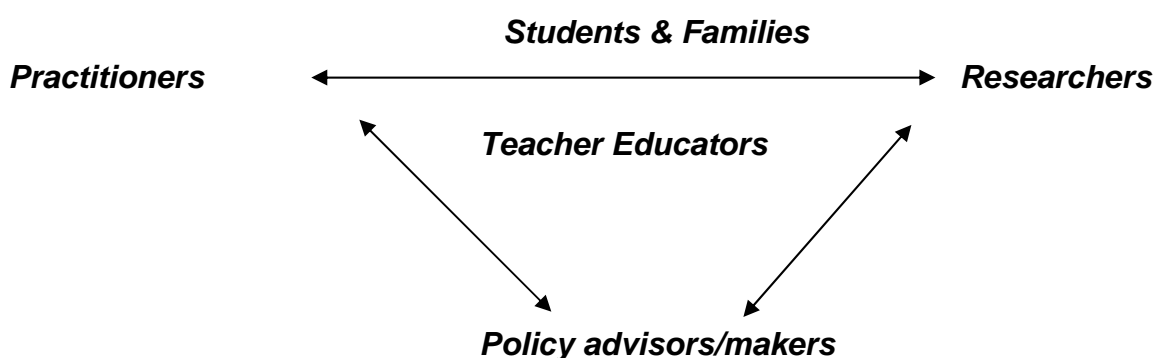 Students & Families
Practitioners
Researchers
Teacher Educators
Policy advisors/makers